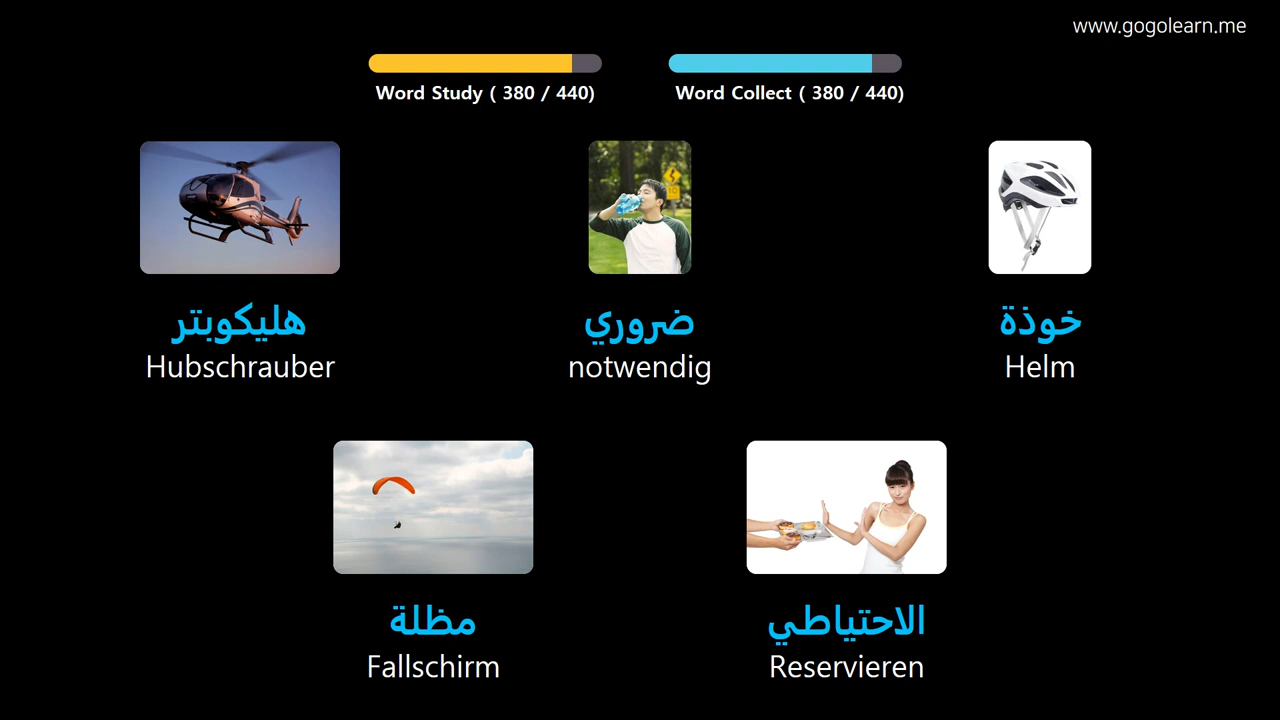 www.gogolearn.me
Word Study ( 380 / 440)
Word Collect ( 380 / 440)
هليكوبتر
Hubschrauber
ضروري
notwendig
خوذة
Helm
مظلة
Fallschirm
الاحتياطي
Reservieren